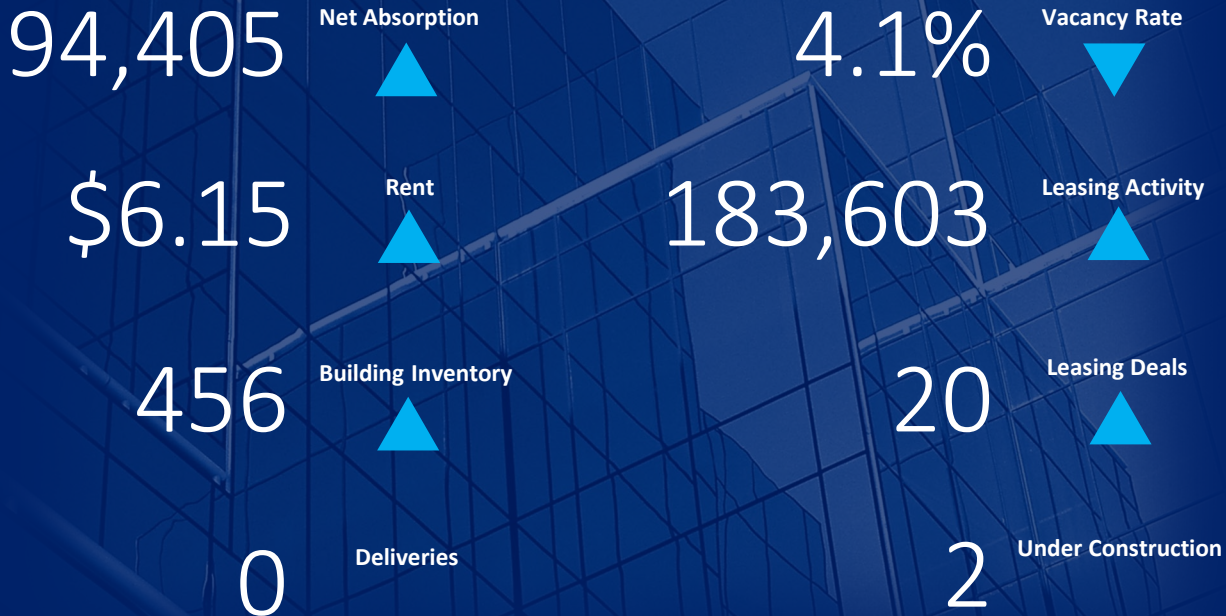 94,405
Net Absorption
4.1%
Vacancy Rate
$6.15
Rent
183,603
Leasing Activity
456
Building Inventory
20
Leasing Deals
0
Deliveries
2
Under Construction